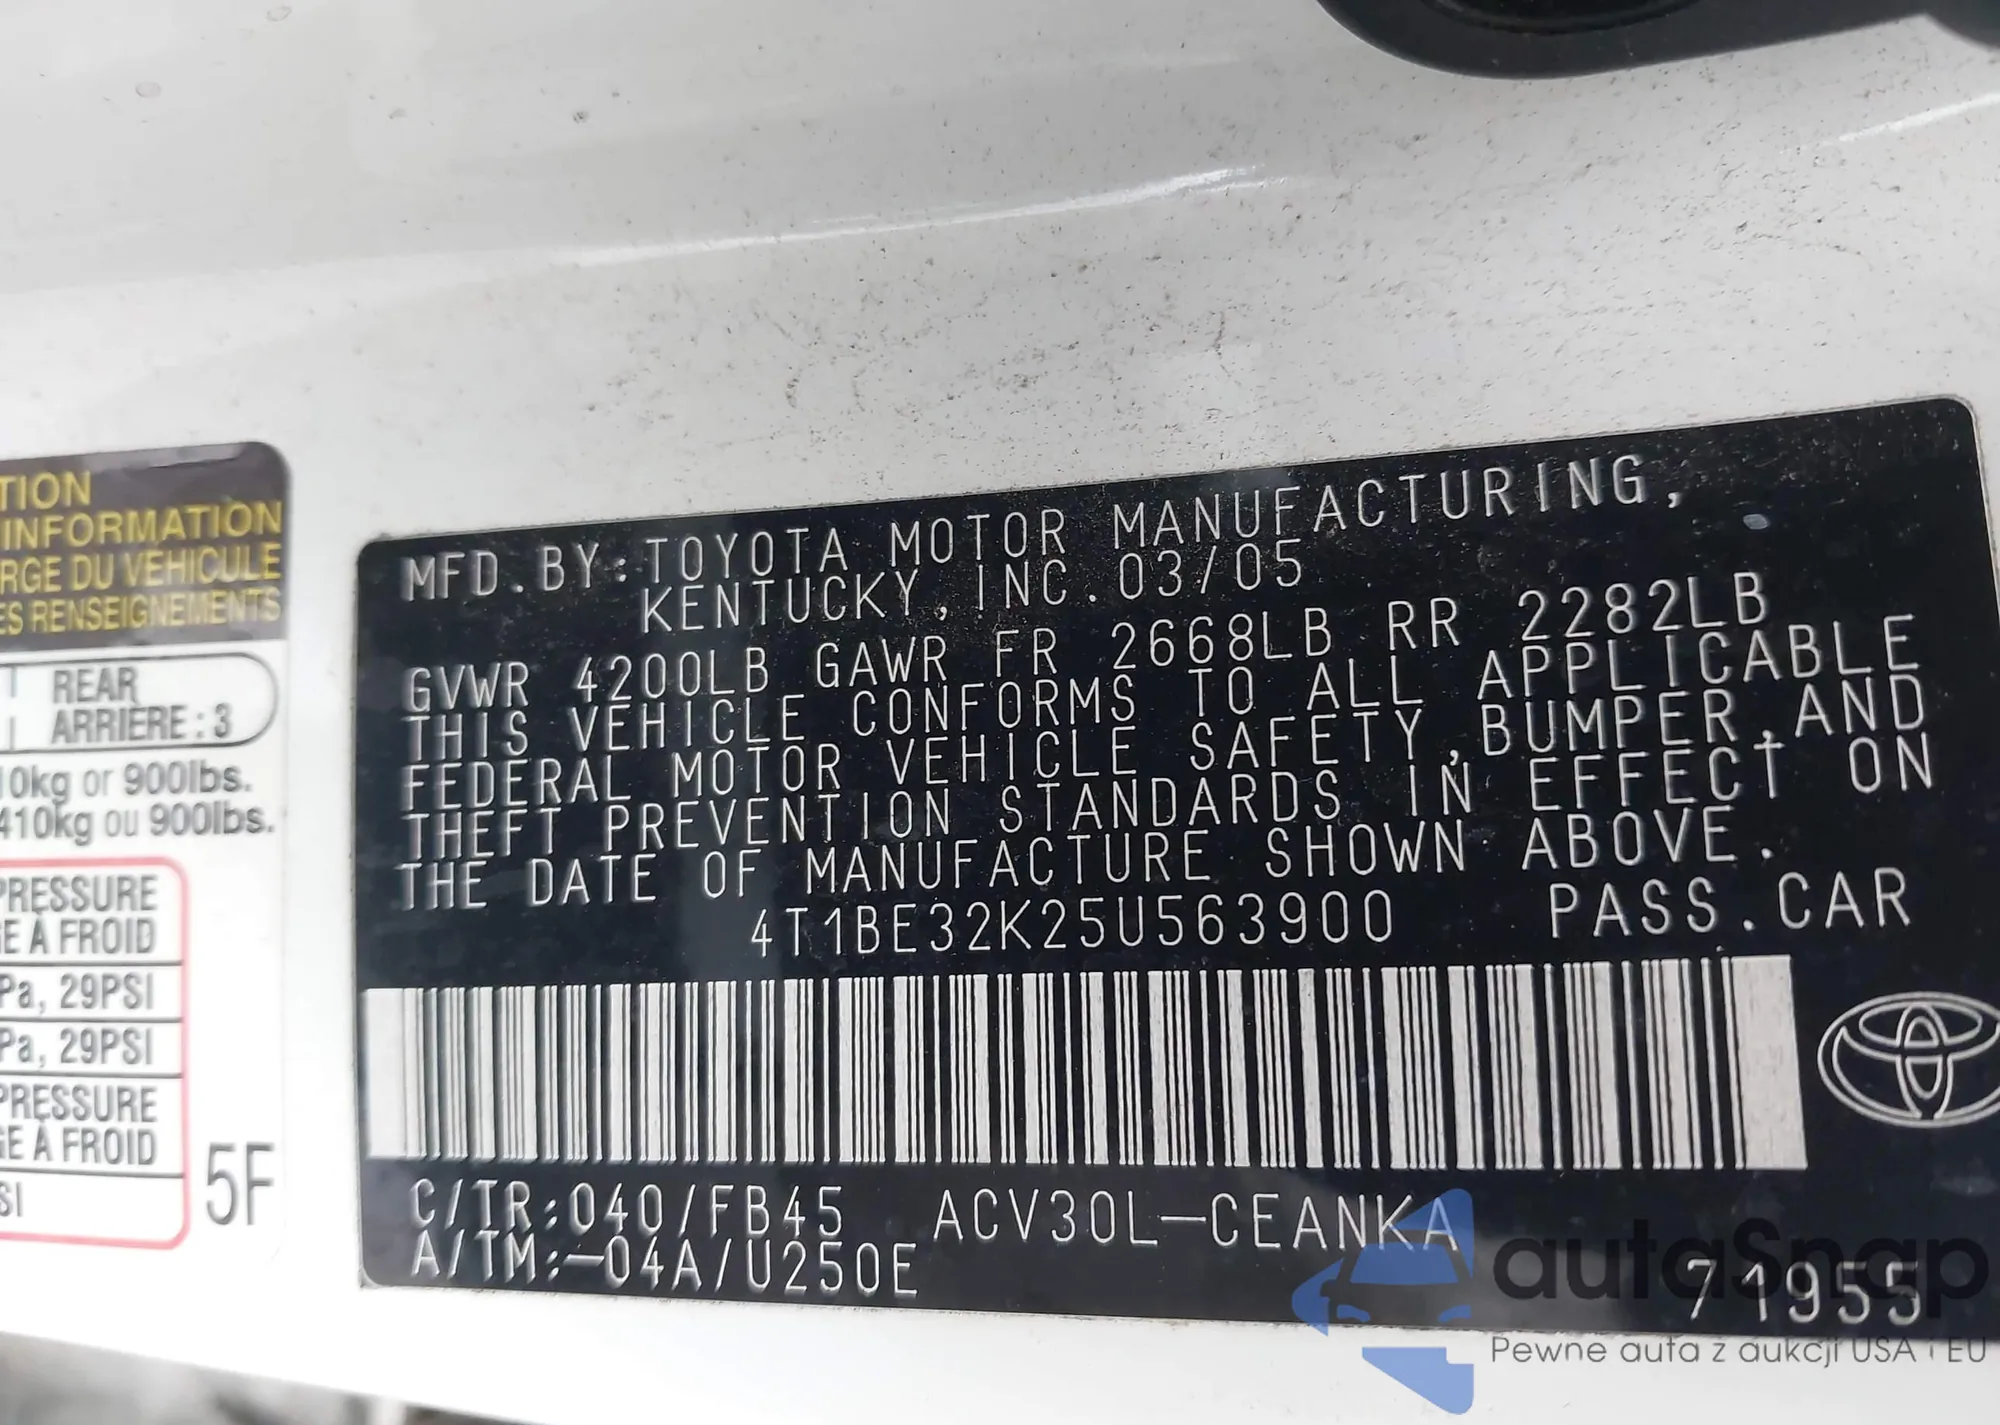 TION
INFORMATION
RGE DU VÉHICULE
ES RENSEIGNEMENTS
REAR
ARRIÈRE : 3
10kg or 900lbs.
410kg ou 900lbs.
PRESSURE
E À FROID
Pa, 29PSI
Pa, 29PSI
PRESSURE
GE À FROID
SI
5F
MFD.BY:TOYOTA MOTOR MANUFACTURING,
KENTUCKY,INC.03/05
GVWR 4200LB GAWR FR 2668LB RR 2282LB
THIS VEHICLE CONFORMS TO ALL APPLICABLE
FEDERAL MOTOR VEHICLE SAFETY,BUMPER,AND
THEFT PREVENTION STANDARDS IN EFFECT ON
THE DATE OF MANUFACTURE SHOWN ABOVE.
4T1BE32K25U563900 PASS.CAR
C/TR:040/FB45 ACV30L-CEANKA
A/TM:-04A/U250E
71955
autaSnap
Pewne auta z aukcji USA i EU